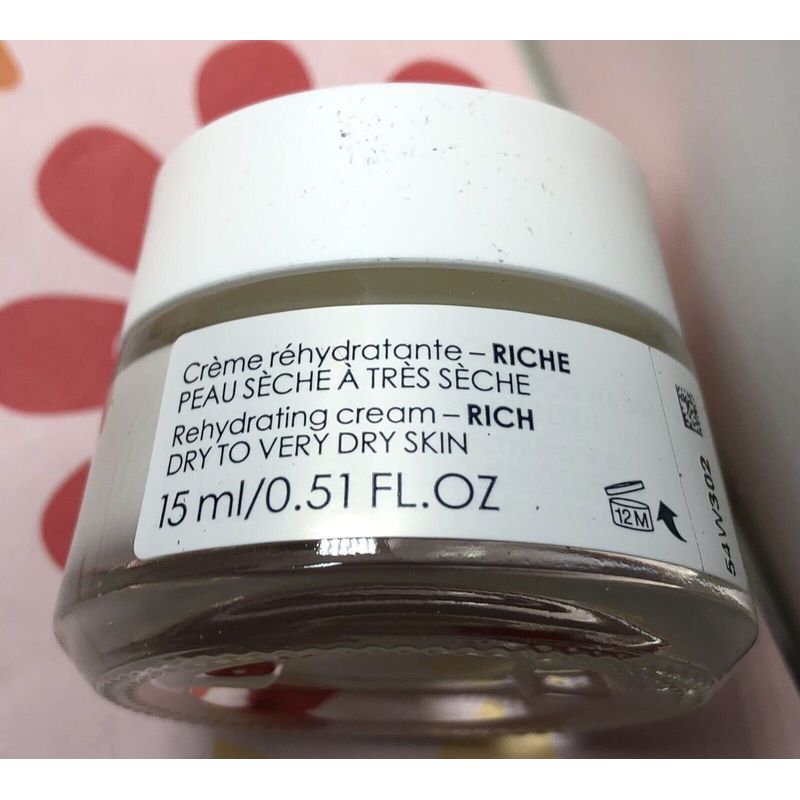 Crème réhydratante – RICHE
PEAU SÈCHE À TRÈS SÈCHE
Rehydrating cream – RICH
DRY TO VERY DRY SKIN
15 ml/0.51 FL.OZ
12M
54VV302